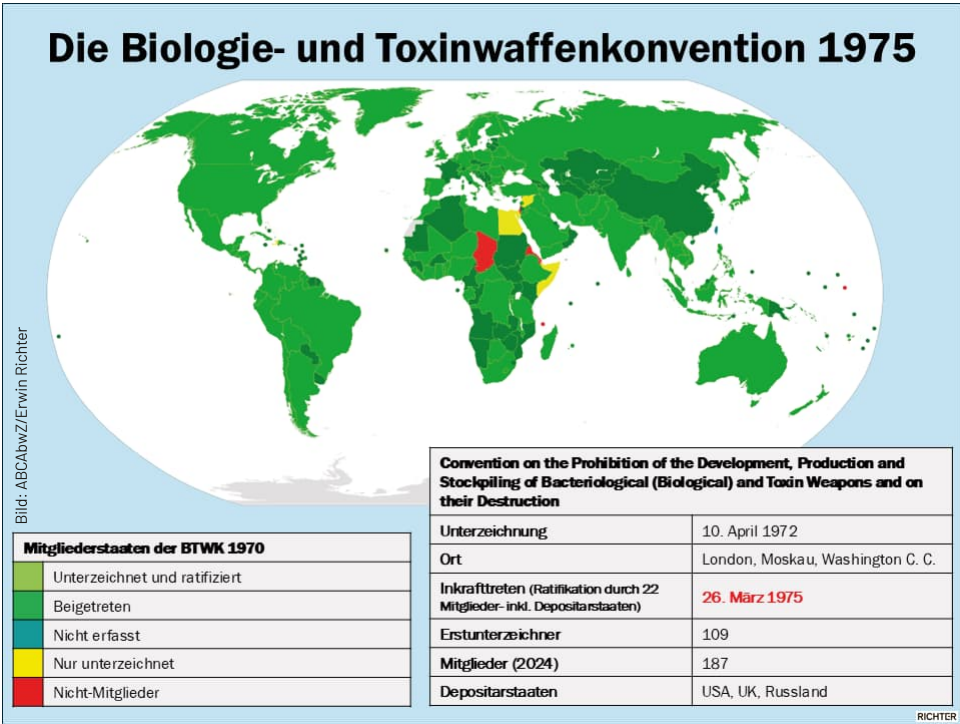 Die Biologie- und Toxinwaffenkonvention 1975
Bild: ABCAbwZ/Erwin Richter
Mitgliederstaaten der BTWK 1970
Unterzeichnet und ratifiziert
Beigetreten
Nicht erfasst
Nur unterzeichnet
Nicht-Mitglieder
Convention on the Prohibition of the Development, Production and
Stockpiling of Bacteriological (Biological) and Toxin Weapons and on
their Destruction
Unterzeichnung 10. April 1972
Ort London, Moskau, Washington C. C.
Inkrafttreten (Ratifikation durch 22
Mitglieder- inkl. Depositarstaaten) 26. März 1975
Erstunterzeichner 109
Mitglieder (2024) 187
Depositarstaaten USA, UK, Russland
RICHTER